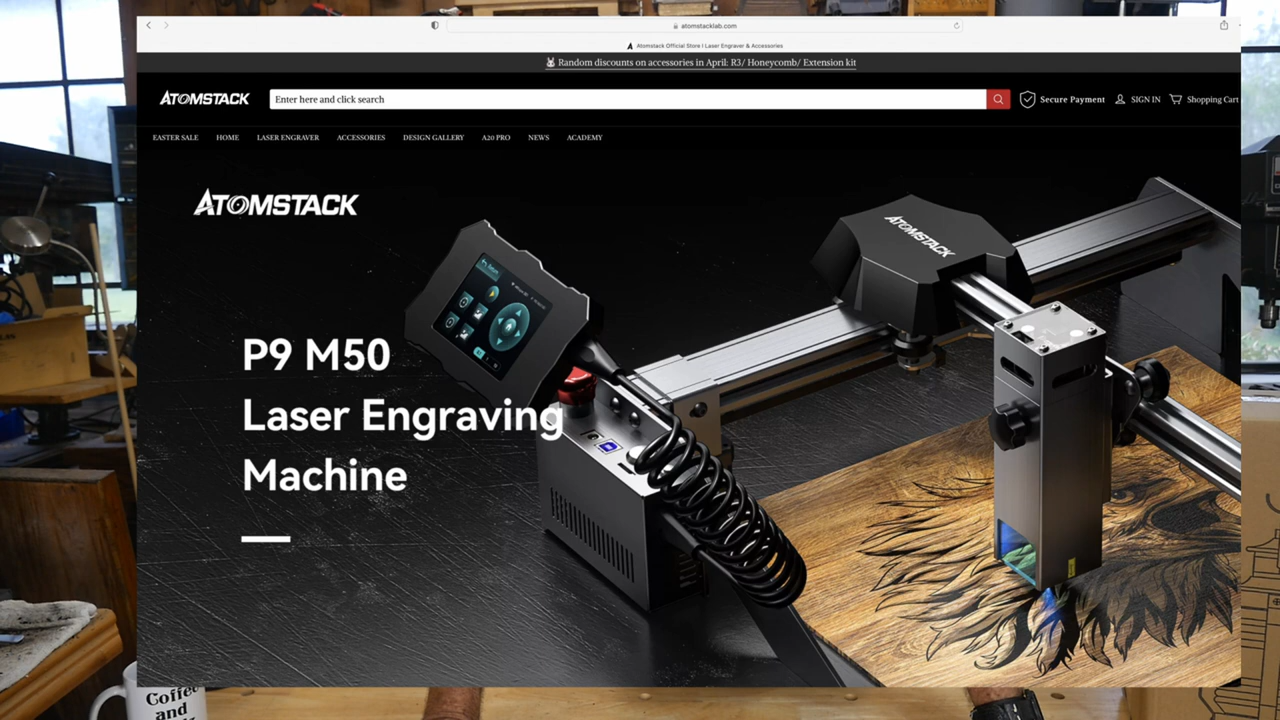 atomstacklab.com
Atomstack Official Store I Laser Engraver & Accessories
Random discounts on accessories in April: R3/ Honeycomb/ Extension kit
ATOMSTACK
Enter here and click search
Secure Payment
SIGN IN
Shopping Cart
EASTER SALE
HOME
LASER ENGRAVER
ACCESSORIES
DESIGN GALLERY
A20 PRO
NEWS
ACADEMY
ATOMSTACK
ATOMSTACK
P9 M50
Laser Engraving
Machine
Coffee
and